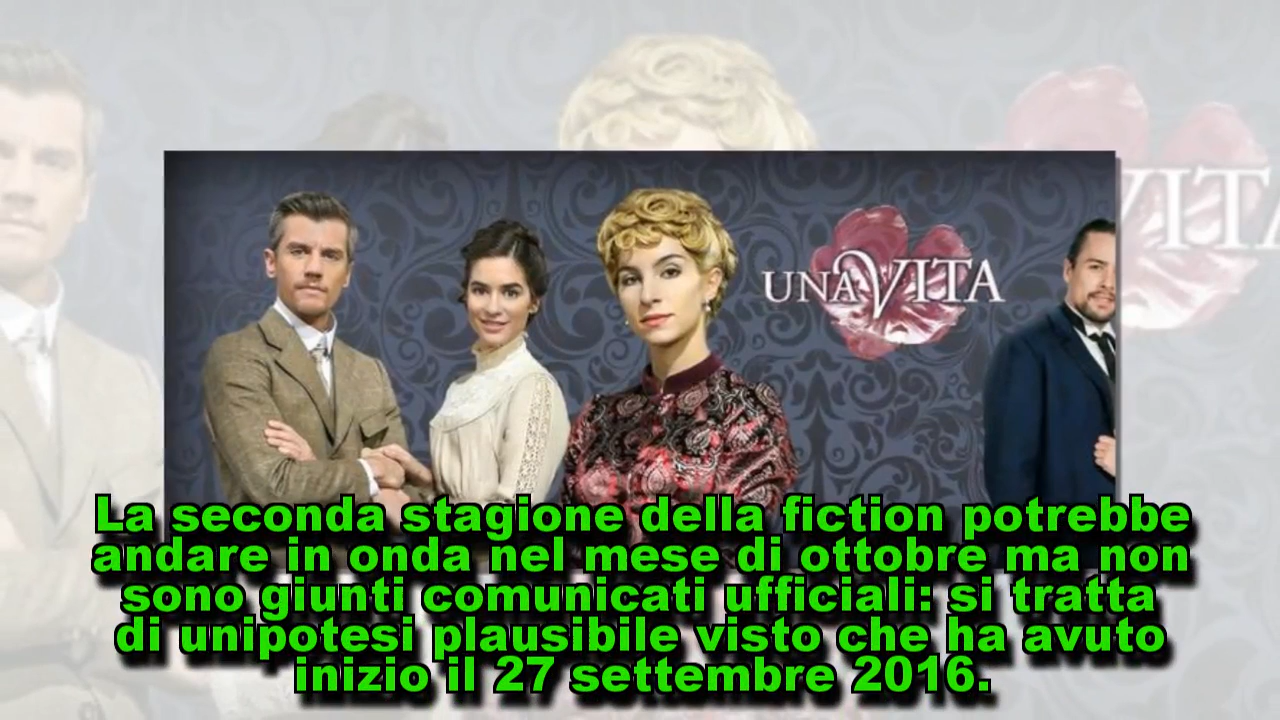 UNA VITA
VITA
La seconda stagione della fiction potrebbe
andare in onda nel mese di ottobre ma non
sono giunti comunicati ufficiali: si tratta
di unipotesi plausibile visto che ha avuto
inizio il 27 settembre 2016.